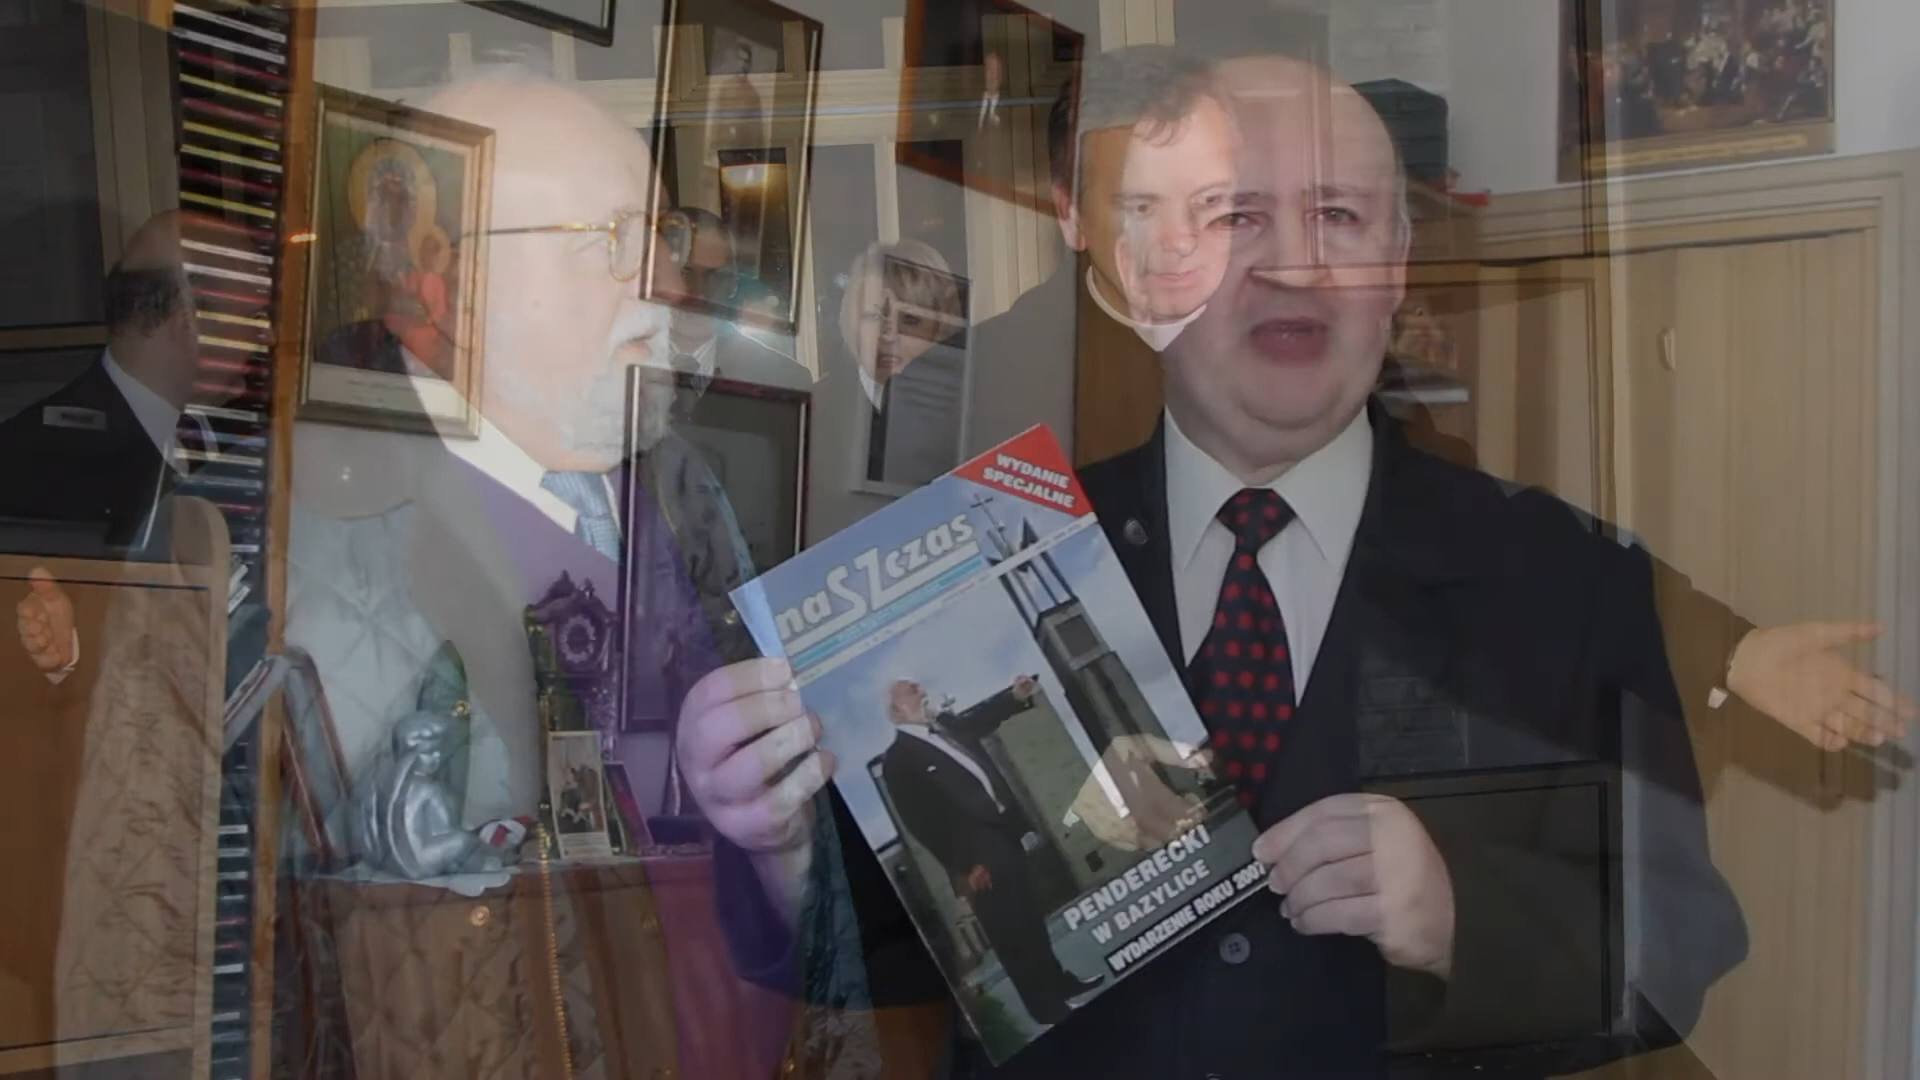 WYDANIE
SPECJALNE
naSZczas
PENDERECKI
W BAZYLICE
WYDARZENIE ROKU 2007